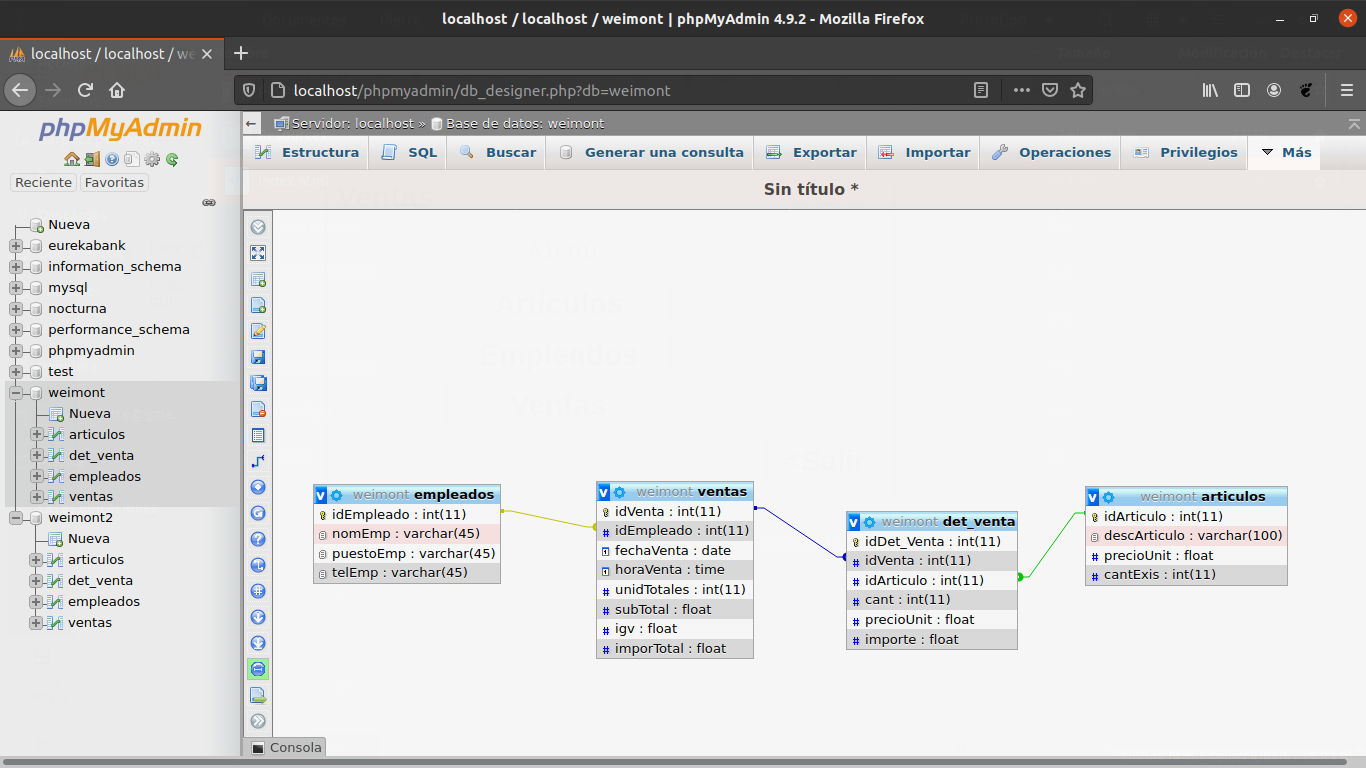 localhost / localhost / weimont | phpMyAdmin 4.9.2 - Mozilla Firefox
localhost / localhost / we
localhost/phpmyadmin/db_designer.php?db=weimont
phpMyAdmin
Reciente Favoritas
Nueva
eurekabank
information_schema
mysql
nocturna
performance_schema
phpmyadmin
test
weimont
Nueva
articulos
det_venta
empleados
ventas
weimont2
Nueva
articulos
det_venta
empleados
ventas
Servidor: localhost » Base de datos: weimont
Estructura SQL Buscar Generar una consulta Exportar Importar Operaciones Privilegios Más
Sin título *
Ventas
Menu
Articulos
Empleados
Ventas
<Salir
weimont empleados
idEmpleado : int(11)
nomEmp : varchar(45)
puestoEmp : varchar(45)
telEmp : varchar(45)
weimont ventas
idVenta : int(11)
idEmpleado : int(11)
fechaVenta : date
horaVenta : time
unidTotales : int(11)
subTotal : float
igv : float
imporTotal : float
weimont det_venta
idDet_Venta : int(11)
idVenta : int(11)
idArticulo : int(11)
cant : int(11)
precioUnit : float
importe : float
weimont articulos
idArticulo : int(11)
descArticulo : varchar(100)
precioUnit : float
cantExis : int(11)
Consola